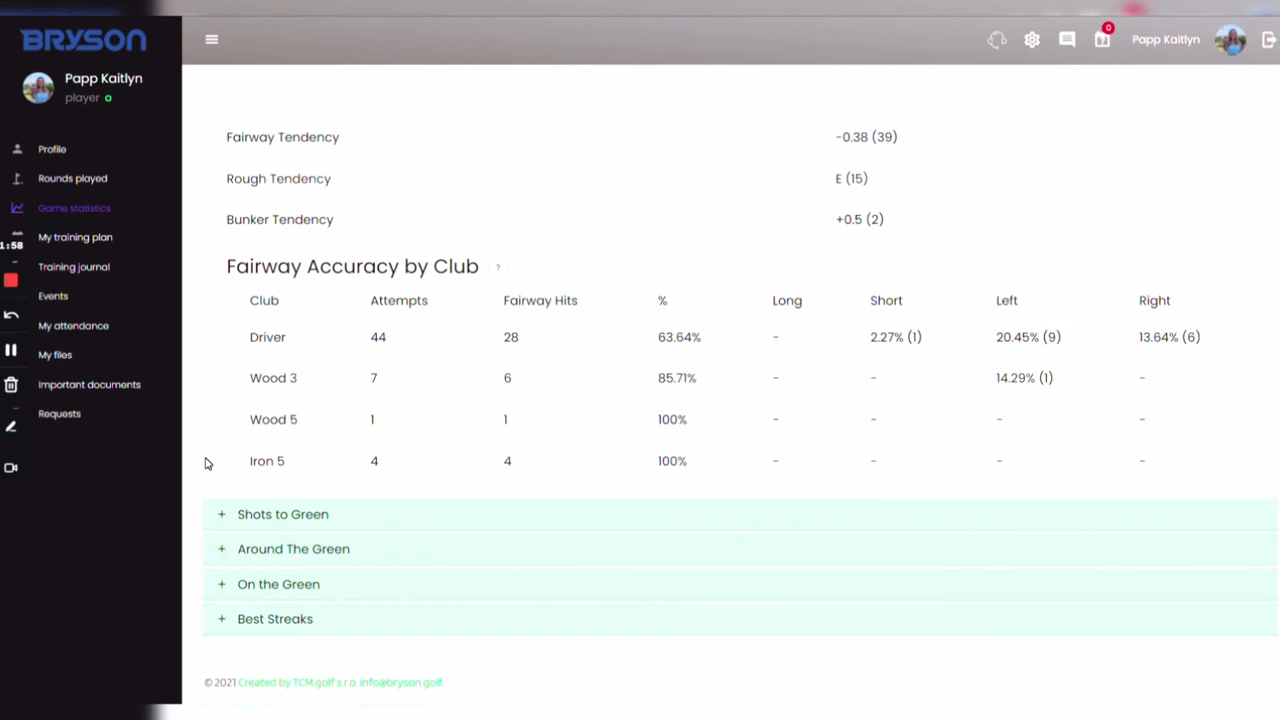 BRYSON
0
Papp Kaitlyn
Papp Kaitlyn
player
Profile
Rounds played
Game statistics
My training plan
1:58
Training journal
Events
My attendance
My files
Important documents
Requests
Fairway Tendency -0.38 (39)
Rough Tendency E (15)
Bunker Tendency +0.5 (2)
Fairway Accuracy by Club ?
Club Attempts Fairway Hits % Long Short Left Right
Driver 44 28 63.64% - 2.27% (1) 20.45% (9) 13.64% (6)
Wood 3 7 6 85.71% - - 14.29% (1) -
Wood 5 1 1 100% - - - -
Iron 5 4 4 100% - - - -
+ Shots to Green
+ Around The Green
+ On the Green
+ Best Streaks
© 2021 Created by TCM golf s r o info@bryson golf